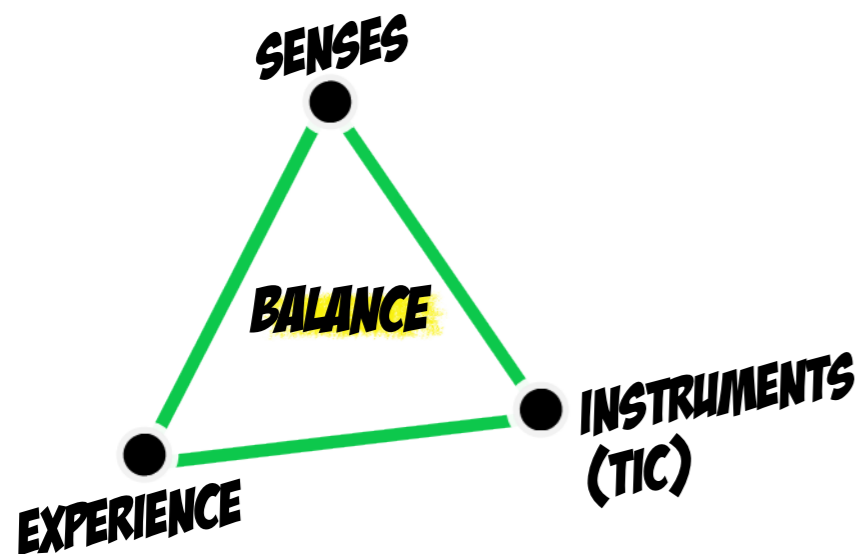 SENSES
BALANCE
INSTRUMENTS
(TIC)
EXPERIENCE